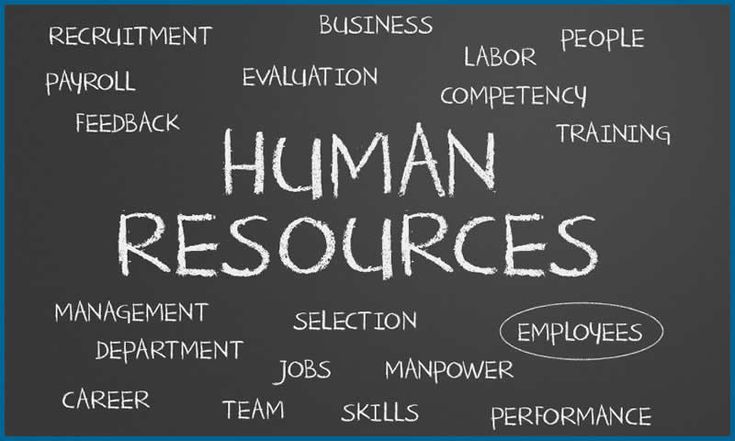 BUSINESS
RECRUITMENT
PEOPLE
LABOR
EVALUATION
PAYROLL
COMPETENCY
FEEDBACK
TRAINING
HUMAN
RESOURCES
MANAGEMENT
SELECTION
EMPLOYEES
DEPARTMENT
JOBS
MANPOWER
CAREER
TEAM
SKILLS
PERFORMANCE